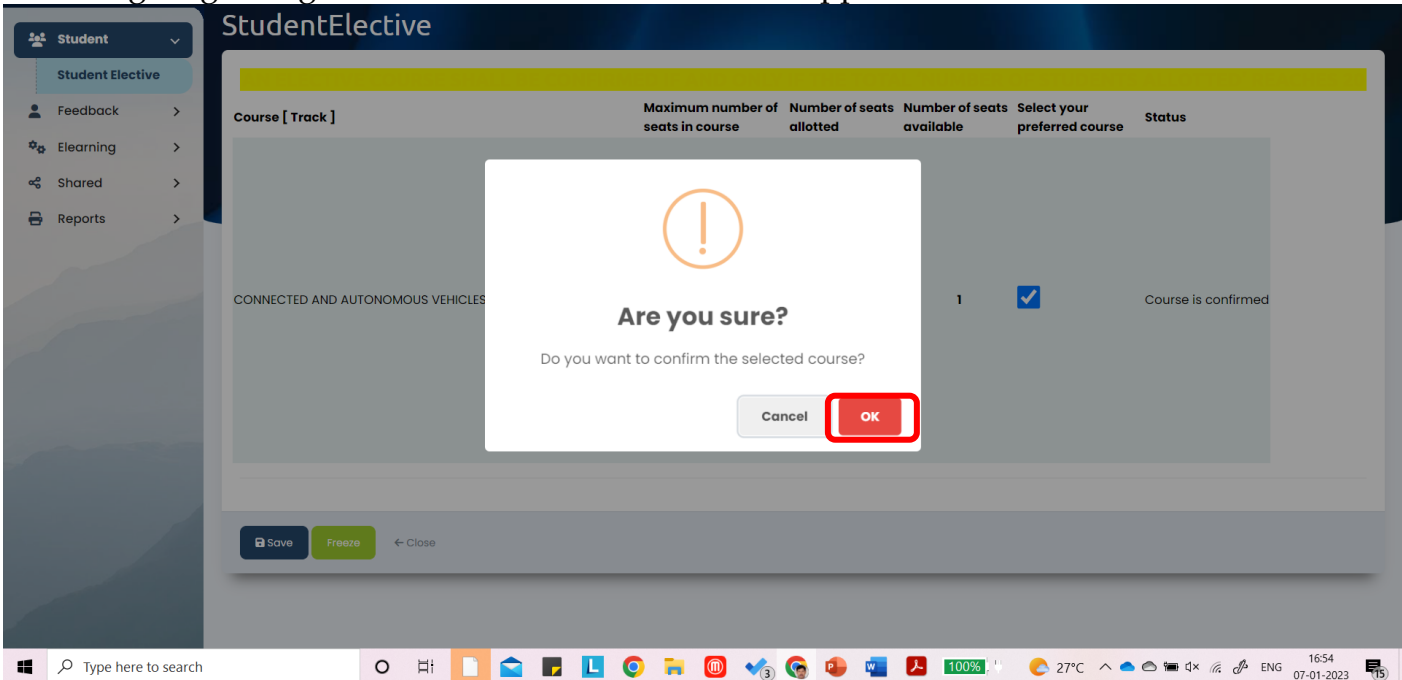 StudentElective
Student
Student Elective
Feedback
Elearning
Shared
Reports
Course [ Track ]
Maximum number of
seats in course
Number of seats
allotted
Number of seats
available
Select your
preferred course
Status
CONNECTED AND AUTONOMOUS VEHICLES
1
Course is confirmed
Are you sure?
Do you want to confirm the selected course?
Cancel
OK
Save
Freeze
← Close
Type here to search
L
3
100%
27°C
ENG
16:54
07-01-2023
15